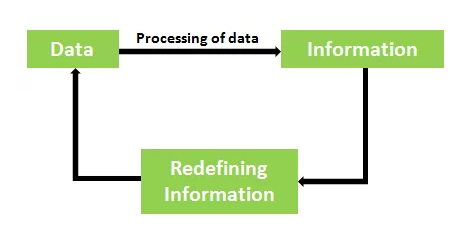 Data
Processing of data
Information
Redefining
Information